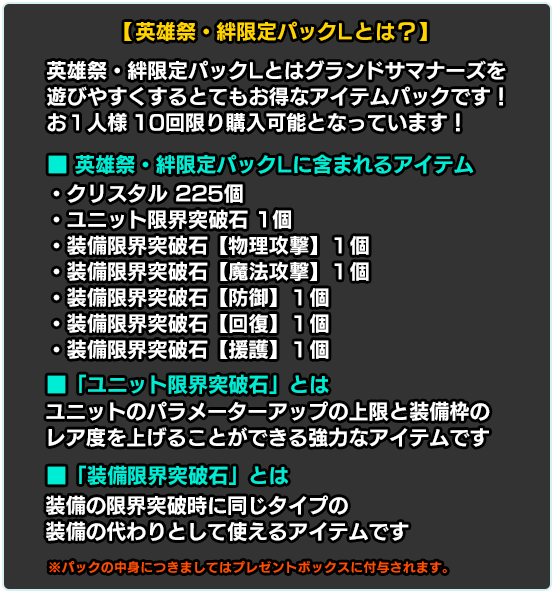 【英雄祭・絆限定パックLとは？】
英雄祭・絆限定パックLとはグランドサマナーズを
遊びやすくするとてもお得なアイテムパックです！
お１人様 10回限り購入可能となっています！
■ 英雄祭・絆限定パックLに含まれるアイテム
・クリスタル 225個
・ユニット限界突破石 1個
・装備限界突破石【物理攻撃】１個
・装備限界突破石【魔法攻撃】１個
・装備限界突破石【防御】１個
・装備限界突破石【回復】１個
・装備限界突破石【援護】１個
■「ユニット限界突破石」とは
ユニットのパラメーターアップの上限と装備枠の
レア度を上げることができる強力なアイテムです
■「装備限界突破石」とは
装備の限界突破時に同じタイプの
装備の代わりとして使えるアイテムです
※パックの中身につきましてはプレゼントボックスに付与されます。